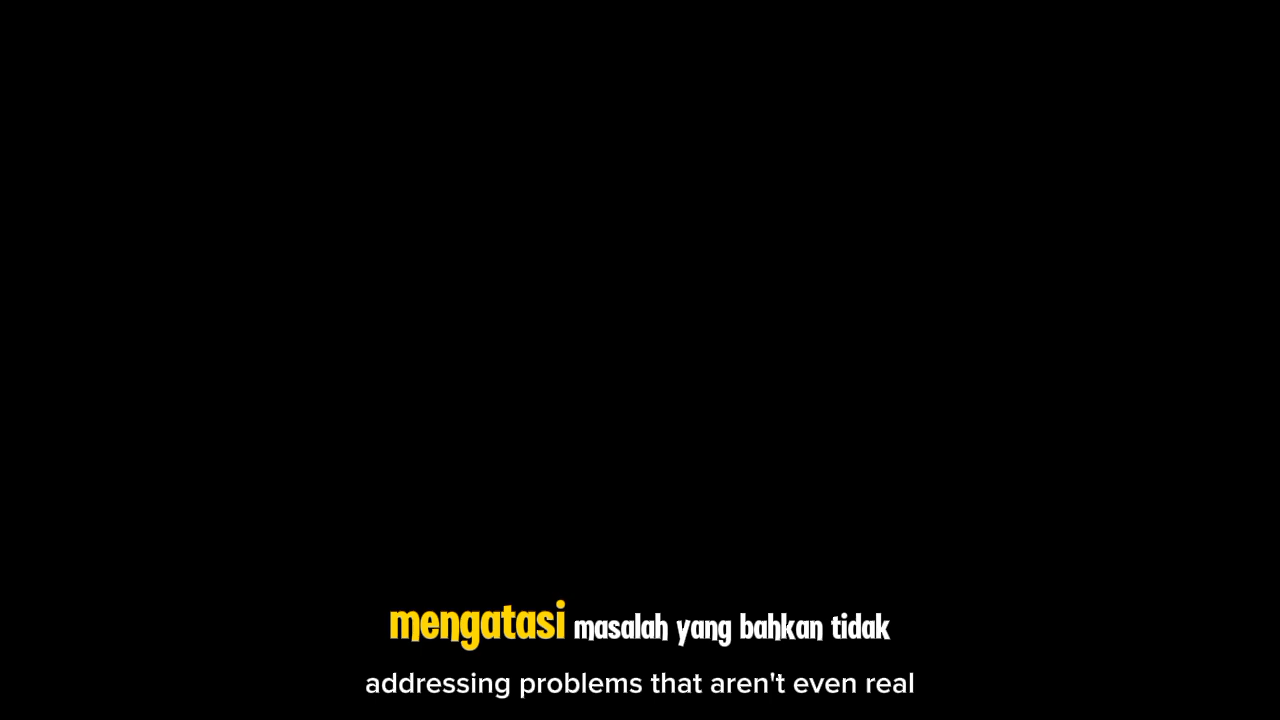 mengatasi masalah yang bahkan tidak
addressing problems that aren't even real